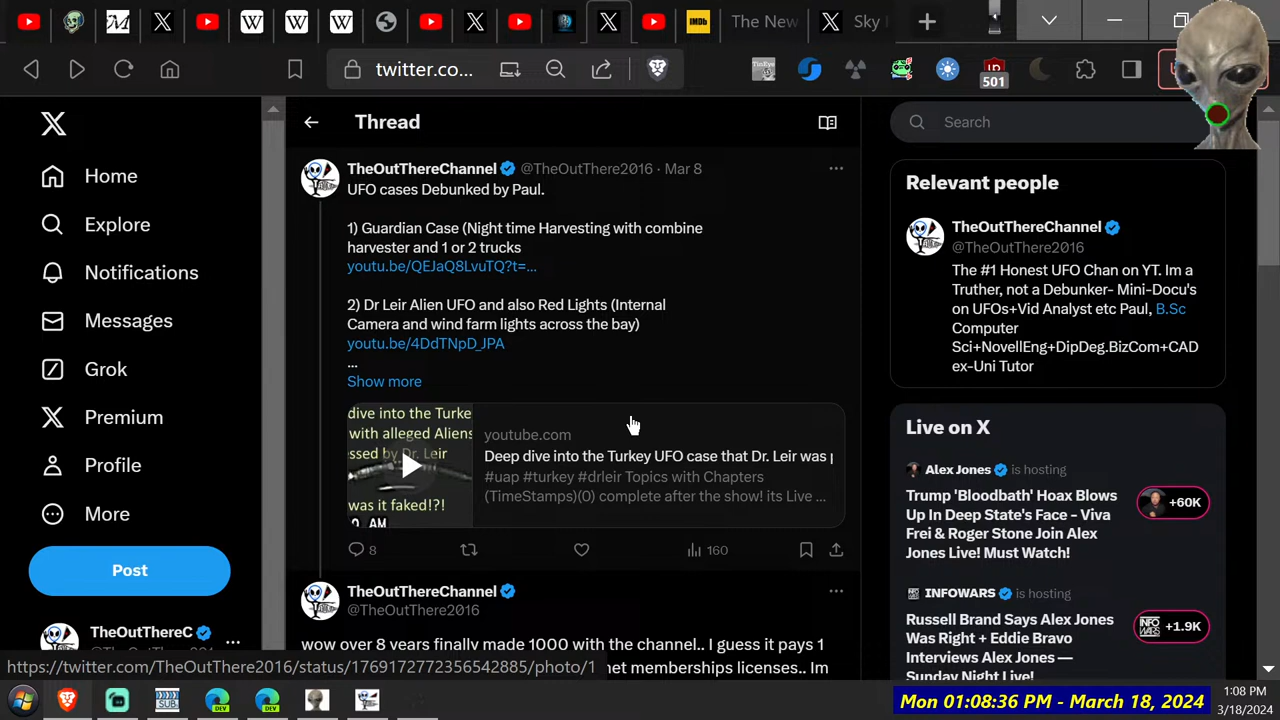 The New
Sky
twitter.co...
501
Thread
Search
Home
Explore
Notifications
Messages
Grok
Premium
Profile
More
Post
TheOutThereC
TheOutThereChannel @TheOutThere2016 · Mar 8
UFO cases Debunked by Paul.
1) Guardian Case (Night time Harvesting with combine
harvester and 1 or 2 trucks
youtu.be/QEJaQ8LvuTQ?t=...
2) Dr Leir Alien UFO and also Red Lights (Internal
Camera and wind farm lights across the bay)
youtu.be/4DdTNpD_JPA
...
Show more
dive into the Turke
with alleged Aliens
ssed by Dr. Leir
was it faked!?!
AM
youtube.com
Deep dive into the Turkey UFO case that Dr. Leir was
#uap #turkey #drleir Topics with Chapters
(TimeStamps)(0) complete after the show! its Live ...
8
160
TheOutThereChannel
@TheOutThere2016
wow over 8 years finally made 1000 with the channel.. I guess it pays 1
net memberships licenses.. Im
Relevant people
TheOutThereChannel
@TheOutThere2016
The #1 Honest UFO Chan on YT. Im a
Truther, not a Debunker- Mini-Docu's
on UFOs+Vid Analyst etc Paul, B.Sc
Computer
Sci+NovellEng+DipDeg.BizCom+CAD
ex-Uni Tutor
Live on X
Alex Jones is hosting
Trump 'Bloodbath' Hoax Blows
Up In Deep State's Face - Viva
Frei & Roger Stone Join Alex
Jones Live! Must Watch!
+60K
INFOWARS is hosting
Russell Brand Says Alex Jones
Was Right + Eddie Bravo
Interviews Alex Jones —
Sunday Night Live!
+1.9K
https://twitter.com/TheOutThere2016/status/1769172772356542885/photo/1
SUB
DEV
DEV
Mon 01:08:36 PM - March 18, 2024
1:08 PM
3/18/2024